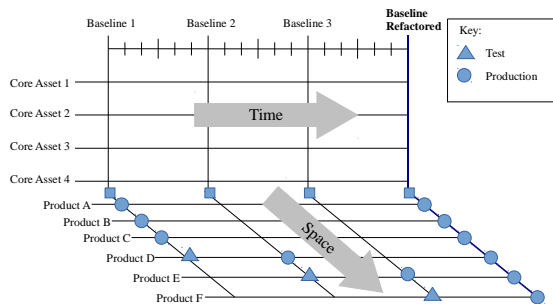 Baseline 1
Baseline 2
Baseline 3
Baseline
Refactored
Key:
Test
Production
Core Asset 1
Core Asset 2
Time
Core Asset 3
Core Asset 4
Product A
Product B
Product C
Space
Product D
Product E
Product F